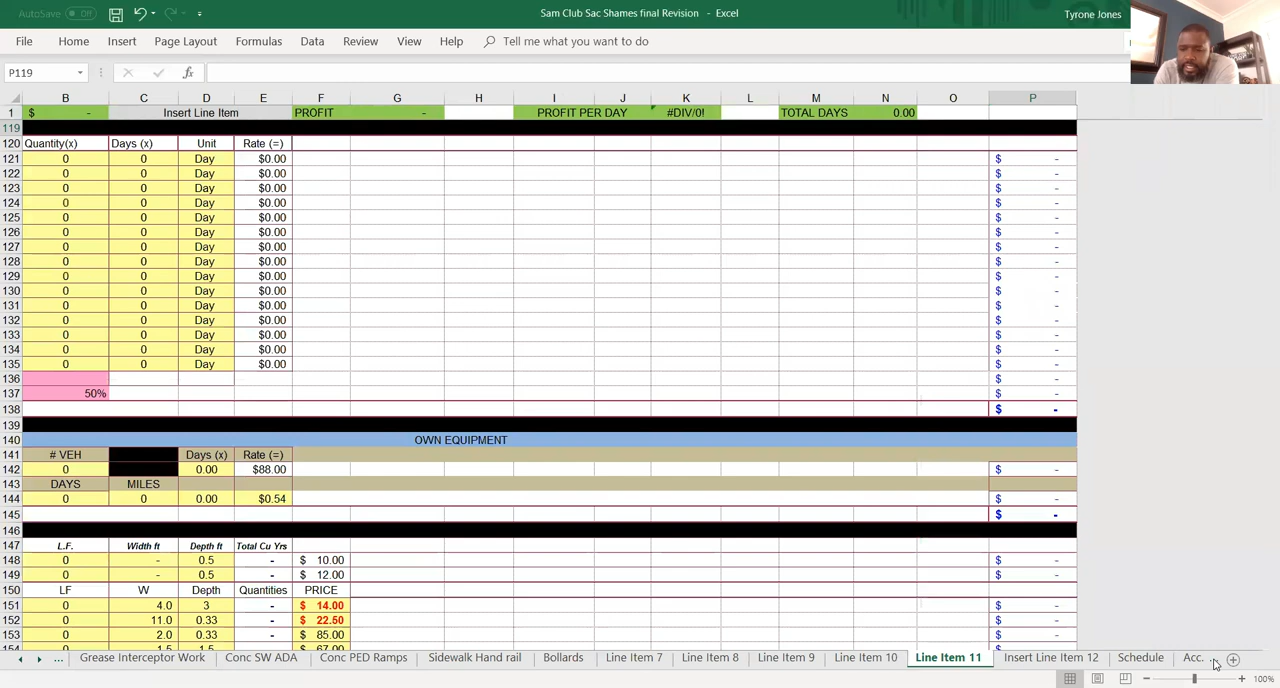 AutoSave Off
Sam Club Sac Shames final Revision - Excel
Tyrone Jones
File Home Insert Page Layout Formulas Data Review View Help Tell me what you want to do
P119 fx
B C D E F G H I J K L M N O P
1 $ - Insert Line Item PROFIT - PROFIT PER DAY #DIV/0! TOTAL DAYS 0.00
119
120 Quantity(x) Days (x) Unit Rate (=)
121 0 0 Day $0.00 $ -
122 0 0 Day $0.00 $ -
123 0 0 Day $0.00 $ -
124 0 0 Day $0.00 $ -
125 0 0 Day $0.00 $ -
126 0 0 Day $0.00 $ -
127 0 0 Day $0.00 $ -
128 0 0 Day $0.00 $ -
129 0 0 Day $0.00 $ -
130 0 0 Day $0.00 $ -
131 0 0 Day $0.00 $ -
132 0 0 Day $0.00 $ -
133 0 0 Day $0.00 $ -
134 0 0 Day $0.00 $ -
135 0 0 Day $0.00 $ -
136 $ -
137 50% $ -
138 $ -
139
140 OWN EQUIPMENT
141 # VEH Days (x) Rate (=)
142 0 0.00 $88.00 $ -
143 DAYS MILES
144 0 0 0.00 $0.54 $ -
145 $ -
146
147 L.F. Width ft Depth ft Total Cu Yrs
148 0 - 0.5 - $ 10.00 $ -
149 0 - 0.5 - $ 12.00 $ -
150 LF W Depth Quantities PRICE
151 0 4.0 3 - $ 14.00 $ -
152 0 11.0 0.33 - $ 22.50 $ -
153 0 2.0 0.33 - $ 85.00 $ -
154 0 1.5 1.5 - $ 67.00 $ -
... Grease Interceptor Work Conc SW ADA Conc PED Ramps Sidewalk Hand rail Bollards Line Item 7 Line Item 8 Line Item 9 Line Item 10 Line Item 11 Insert Line Item 12 Schedule Acc. ...
100%